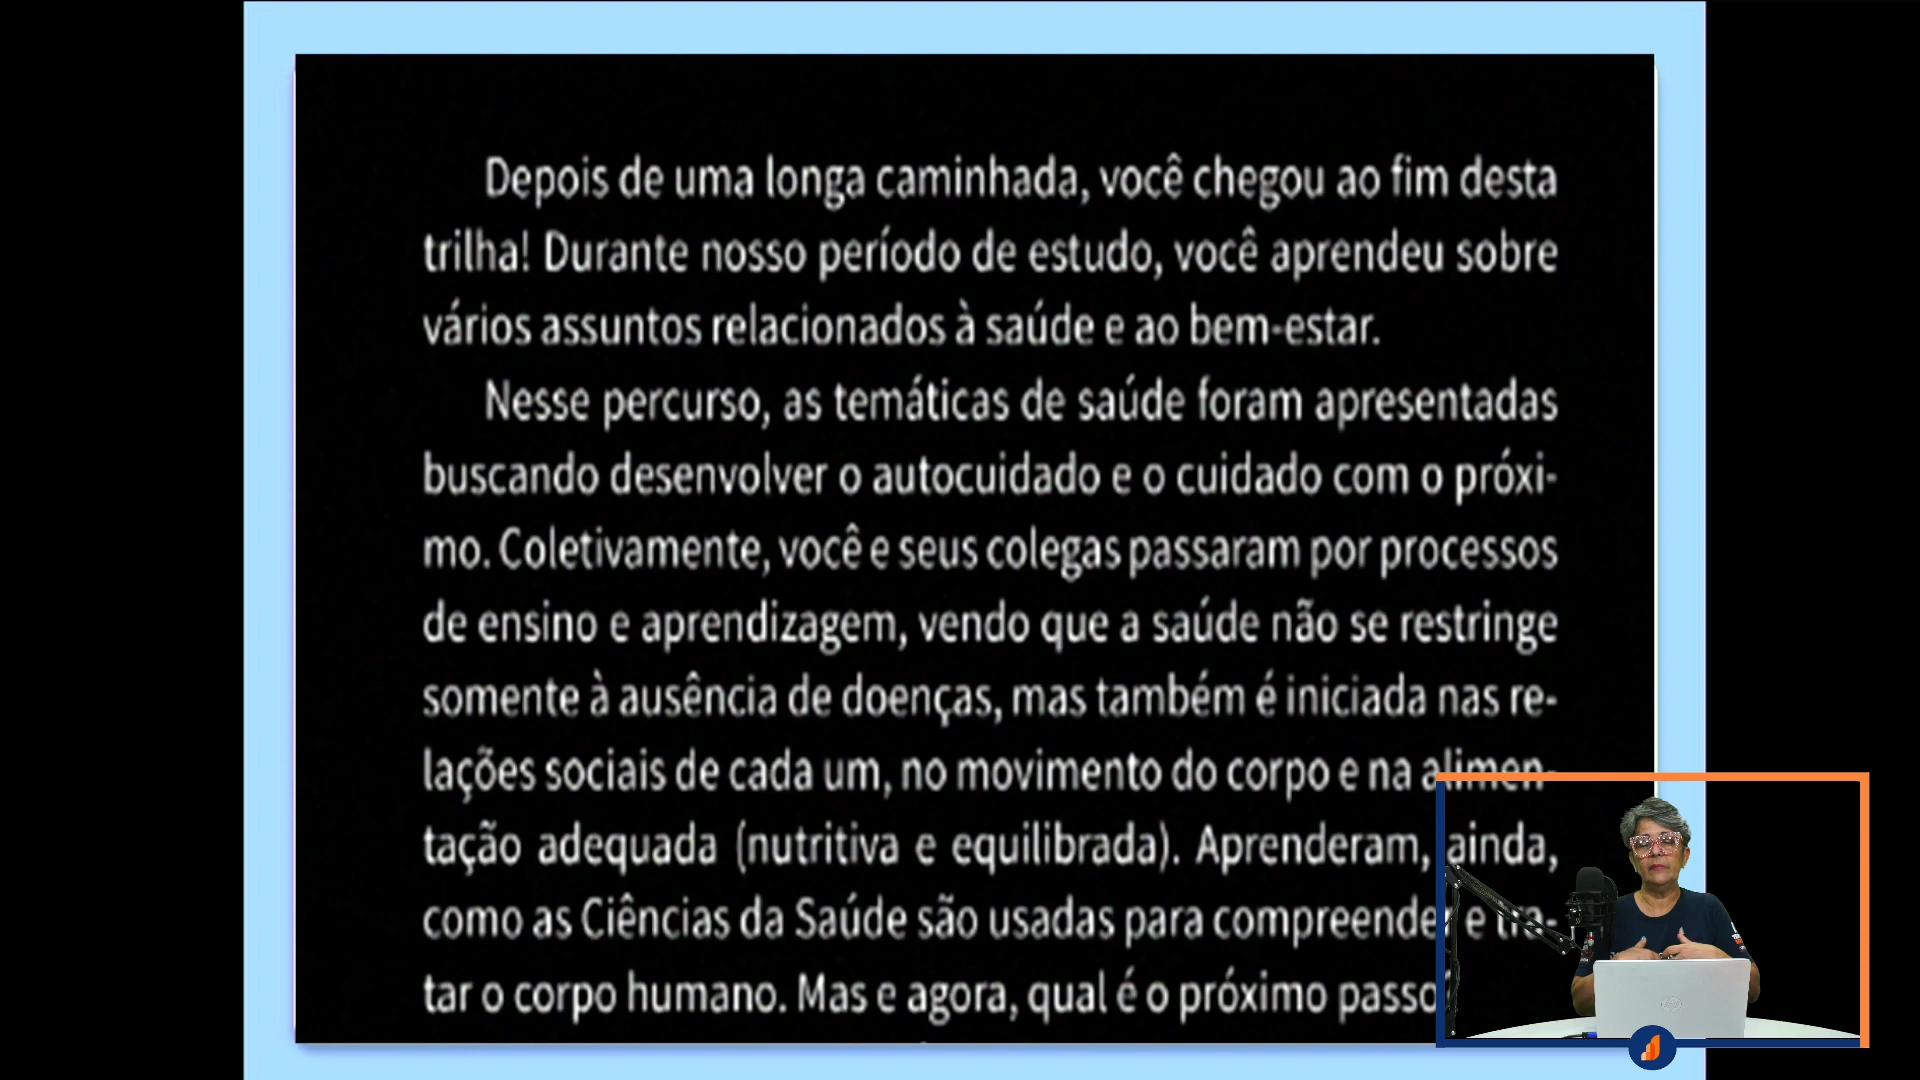 Depois de uma longa caminhada, você chegou ao fim desta
trilha! Durante nosso período de estudo, você aprendeu sobre
vários assuntos relacionados à saúde e ao bem-estar.
Nesse percurso, as temáticas de saúde foram apresentadas
buscando desenvolver o autocuidado e o cuidado com o próxi-
mo. Coletivamente, você e seus colegas passaram por processos
de ensino e aprendizagem, vendo que a saúde não se restringe
somente à ausência de doenças, mas também é iniciada nas re-
lações sociais de cada um, no movimento do corpo e na alimen-
tação adequada (nutritiva e equilibrada). Aprenderam, ainda,
como as Ciências da Saúde são usadas para compreender e tra-
tar o corpo humano. Mas e agora, qual é o próximo passo?